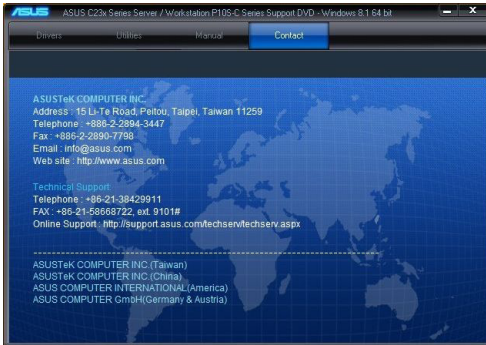 ASUS ASUS C23x Series Server / Workstation P10S-C Series Support DVD - Windows 8.1 64 bit
Drivers Utilities Manual Contact
ASUSTeK COMPUTER INC.
Address : 15 Li-Te Road, Peitou, Taipei, Taiwan 11259
Telephone : +886-2-2894-3447
Fax : +886-2-2890-7798
Email : info@asus.com
Web site : http://www.asus.com
Technical Support
Telephone : +86-21-38429911
FAX : +86-21-58668722, ext. 9101#
Online Support : http://support.asus.com/techserv/techserv.aspx
ASUSTeK COMPUTER INC.(Taiwan)
ASUSTeK COMPUTER INC.(China)
ASUS COMPUTER INTERNATIONAL(America)
ASUS COMPUTER GmbH(Germany & Austria)